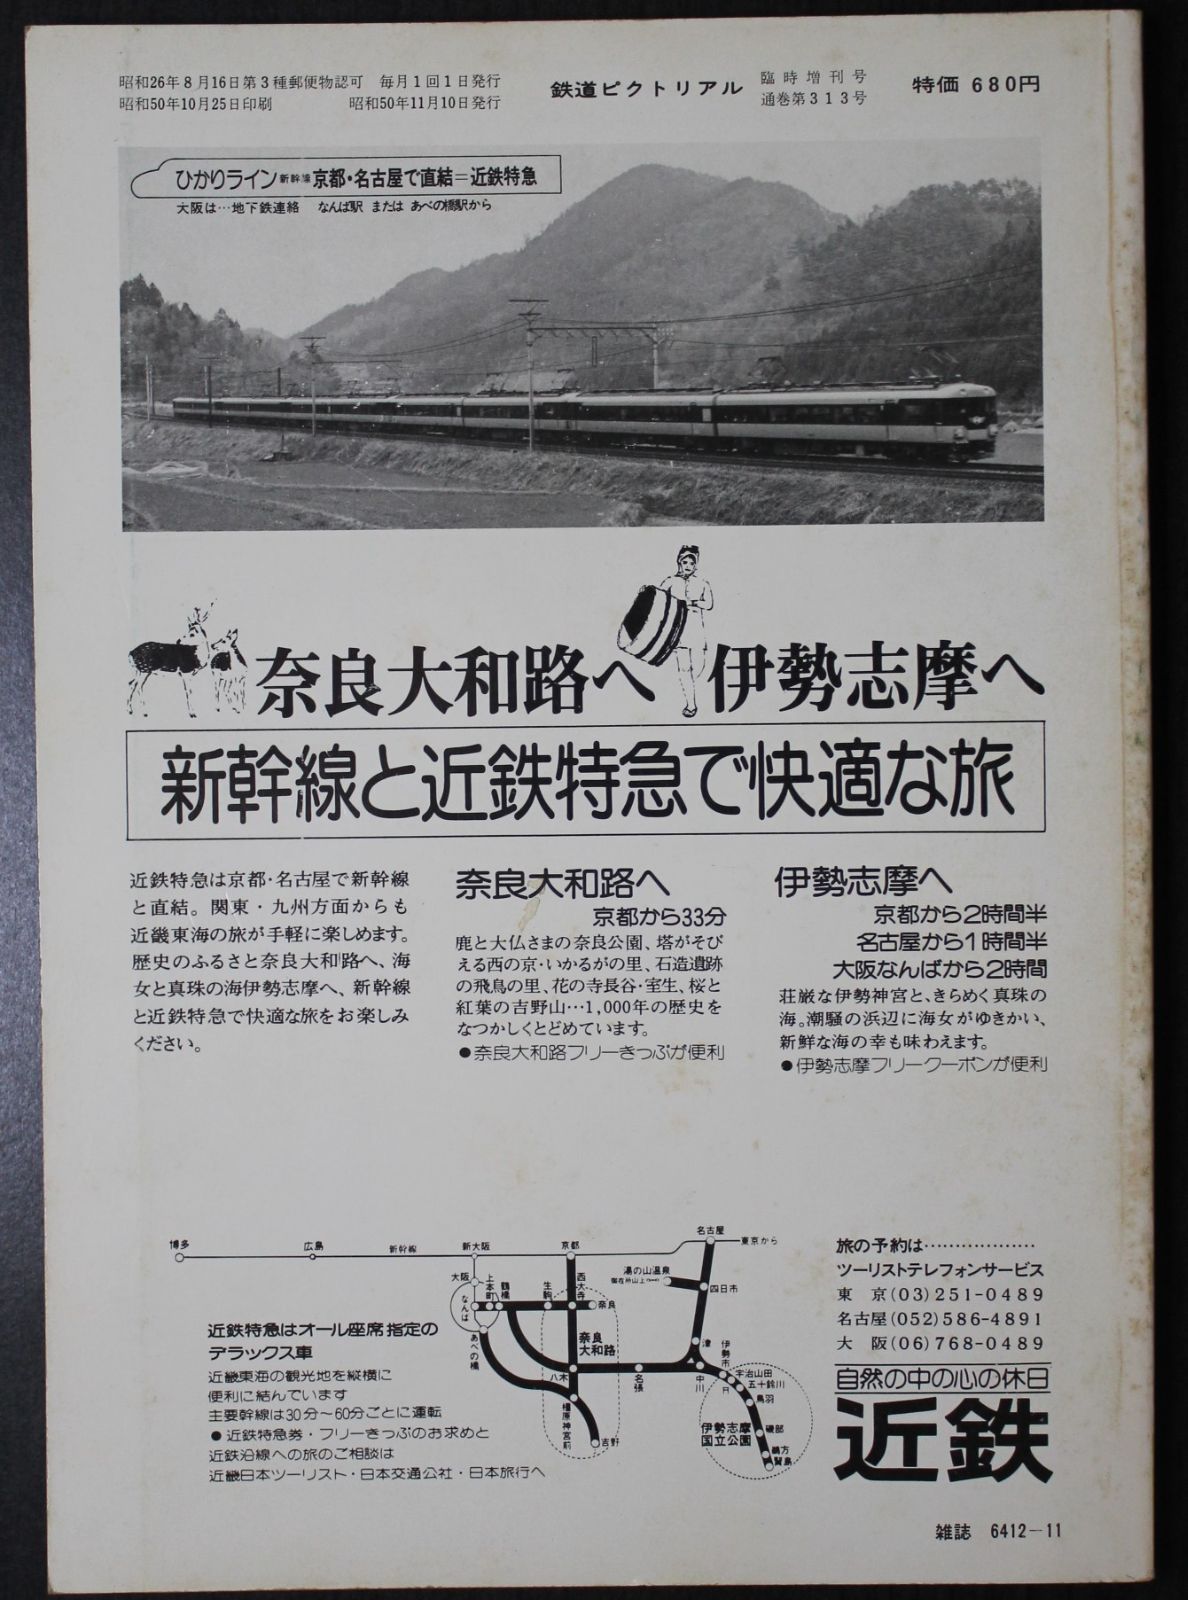 昭和26年8月16日第3種郵便物認可 毎月1回1日発行
昭和50年10月25日印刷 昭和50年11月10日発行
鉄道ピクトリアル
臨時増刊号
通巻第313号
特価 680円
ひかりライン新幹線京都・名古屋で直結=近鉄特急
大阪は…地下鉄連絡 なんば駅 または あべの橋駅から
奈良大和路へ 伊勢志摩へ
新幹線と近鉄特急で快適な旅
近鉄特急は京都・名古屋で新幹線
と直結。関東・九州方面からも
近畿東海の旅が手軽に楽しめます。
歴史のふるさと奈良大和路へ、海
女と真珠の海伊勢志摩へ、新幹線
と近鉄特急で快適な旅をお楽しみ
ください。
奈良大和路へ
京都から33分
鹿と大仏さまの奈良公園、塔がそび
える西の京・いかるがの里、石造遺跡
の飛鳥の里、花の寺長谷・室生、桜と
紅葉の吉野山…1,000年の歴史を
なつかしくとどめています。
●奈良大和路フリーきっぷが便利
伊勢志摩へ
京都から2時間半
名古屋から1時間半
大阪なんばから2時間
荘厳な伊勢神宮と、きらめく真珠の
海。潮騒の浜辺に海女がゆきかい、
新鮮な海の幸も味わえます。
●伊勢志摩フリークーポンが便利
博多
広島
新幹線
新大阪
京都
名古屋
東京から
大阪
なんば
上本町
鶴橋
生駒
西大寺
奈良
湯の山温泉
御在所山上
四日市
あべの橋
奈良
大和路
八木
名張
津
中川
伊勢市
宇治山田
五十鈴川
鳥羽
橿原神宮前
吉野
伊勢志摩
国立公園
磯部
鵜方
賢島
近鉄特急はオール座席指定の
デラックス車
近畿東海の観光地を縦横に
便利に結んでいます
主要幹線は30分～60分ごとに運転
●近鉄特急券・フリーきっぷのお求めと
近鉄沿線への旅のご相談は
近畿日本ツーリスト・日本交通公社・日本旅行へ
旅の予約は………………
ツーリストテレフォンサービス
東 京(03)251-0489
名古屋(052)586-4891
大 阪(06)768-0489
自然の中の心の休日
近鉄
雑誌 6412-11